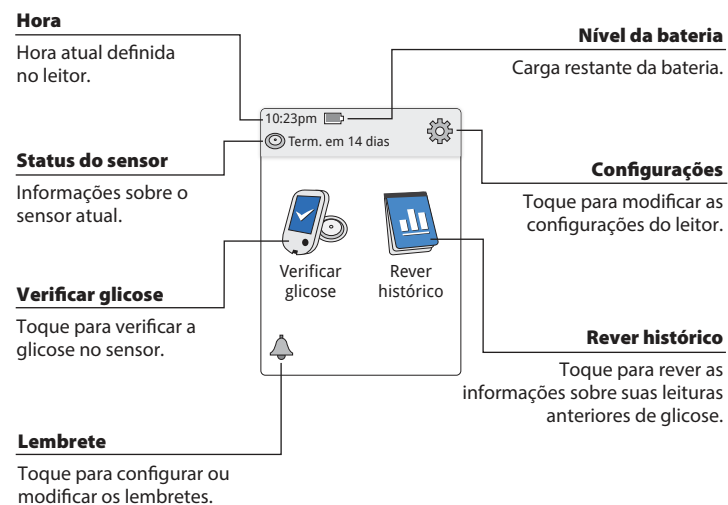 Hora
Hora atual definida
no leitor.
Status do sensor
Informações sobre o
sensor atual.
Verificar glicose
Toque para verificar a
glicose no sensor.
Lembrete
Toque para configurar ou
modificar os lembretes.
10:23pm
Term. em 14 dias
Verificar
glicose
Rever
histórico
Nível da bateria
Carga restante da bateria.
Configurações
Toque para modificar as
configurações do leitor.
Rever histórico
Toque para rever as
informações sobre suas leituras
anteriores de glicose.